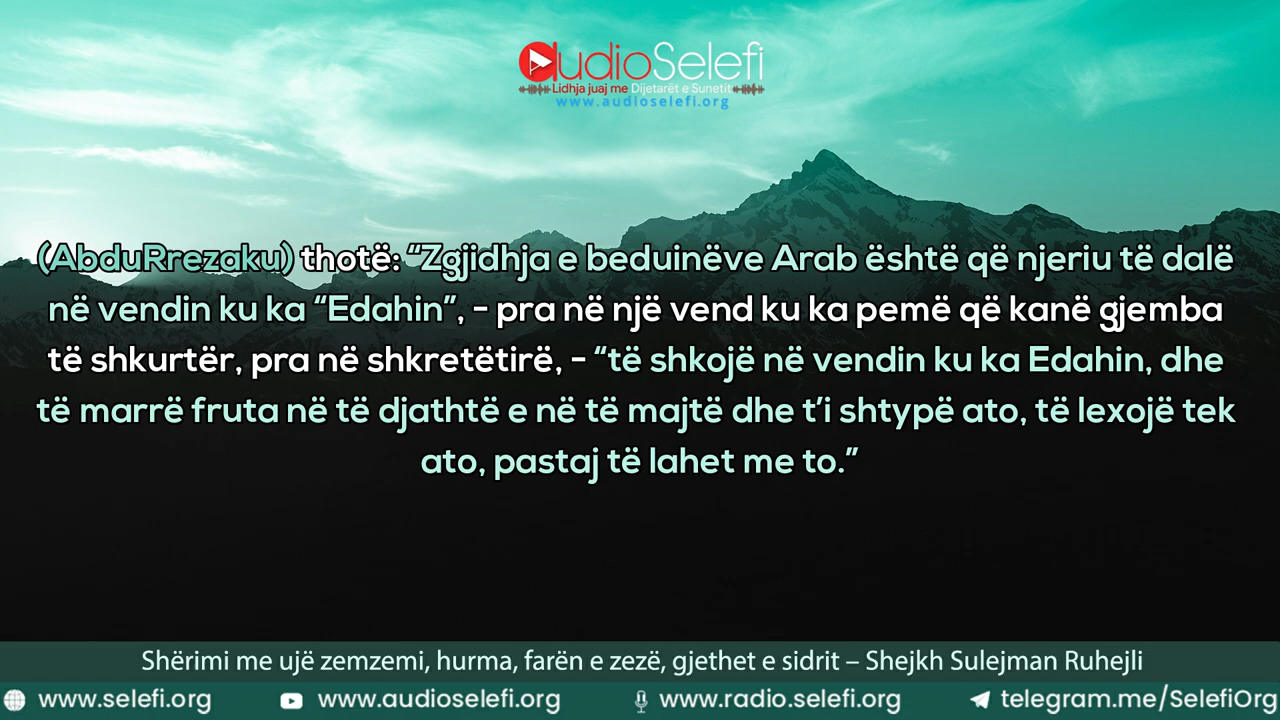 audioSelefi
Lidhja juaj me Dijetarët e Sunetit
www.audioselefi.org
(AbduRrezaku) thotë: “Zgjidhja e beduinëve Arab është që njeriu të dalë
në vendin ku ka “Edahin”, - pra në një vend ku ka pemë që kanë gjemba
të shkurtër, pra në shkretëtirë, - “të shkojë në vendin ku ka Edahin, dhe
të marrë fruta në të djathtë e në të majtë dhe t’i shtypë ato, të lexojë tek
ato, pastaj të lahet me to.”
Shërimi me ujë zemzemi, hurma, farën e zezë, gjethet e sidrit – Shejkh Sulejman Ruhejli
www.selefi.org www.audioselefi.org www.radio.selefi.org telegram.me/SelefiOrg